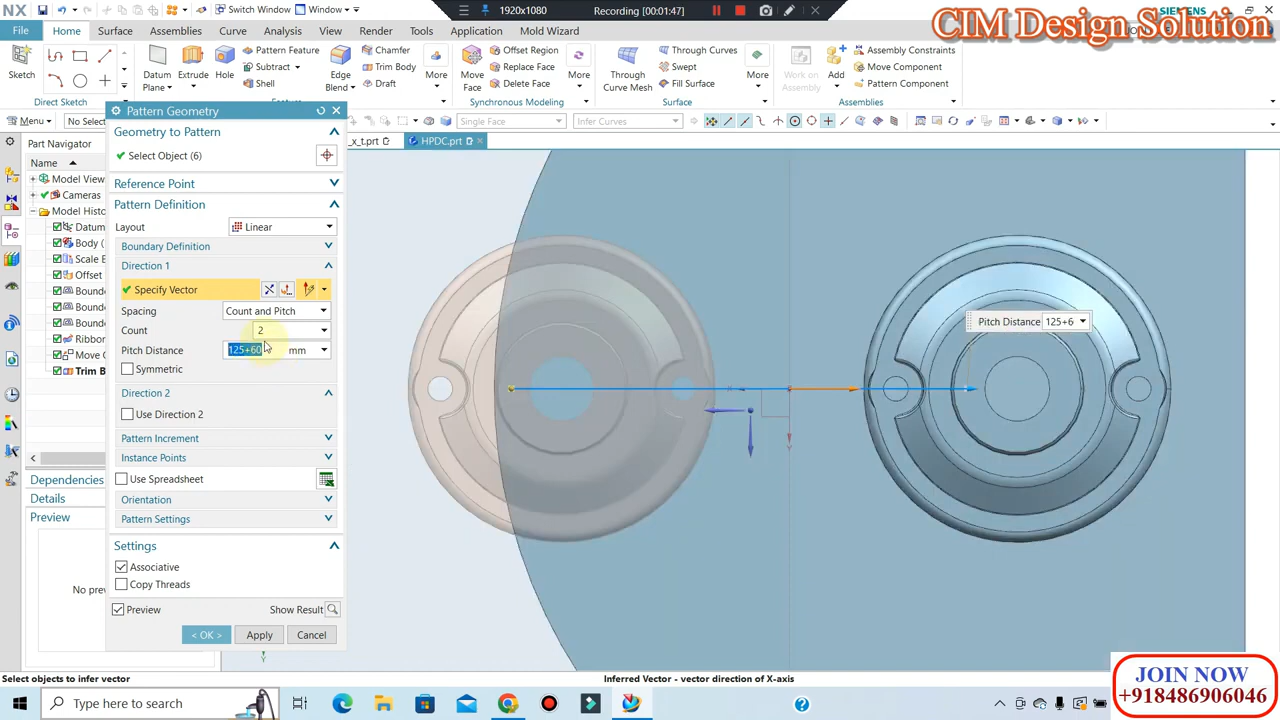 NX
Switch Window
Window
1920x1080
Recording [00:01:47]
SIEMENS
CIM Design Solution
File
Home
Surface
Assemblies
Curve
Analysis
View
Render
Tools
Application
Mold Wizard
Sketch
Direct Sketch
Datum Plane
Extrude
Hole
Pattern Feature
Subtract
Shell
Edge Blend
Chamfer
Trim Body
Draft
More
Move Face
Offset Region
Replace Face
Delete Face
More
Synchronous Modeling
Through Curve Mesh
Through Curves
Swept
Fill Surface
More
Surface
Work on Assembly
Add
Assembly Constraints
Move Component
Pattern Component
Assemblies
Menu
No Selec
Single Face
Infer Curves
Part Navigator
Name
Model View
Cameras
Model Histo
Datum
Body (
Scale B
Offset
Bound
Bound
Bound
Ribbon
Move C
Trim B
Dependencies
Details
Preview
No prev
_x_t.prt
HPDC.prt
Pattern Geometry
Geometry to Pattern
Select Object (6)
Reference Point
Pattern Definition
Layout
Linear
Boundary Definition
Direction 1
Specify Vector
Spacing
Count and Pitch
Count
2
Pitch Distance
125+60
mm
Symmetric
Direction 2
Use Direction 2
Pattern Increment
Instance Points
Use Spreadsheet
Orientation
Pattern Settings
Settings
Associative
Copy Threads
Preview
Show Result
< OK >
Apply
Cancel
Pitch Distance
125+6
Y
Select objects to infer vector
Inferred Vector - vector direction of X-axis
Type here to search
JOIN NOW
+918486906046